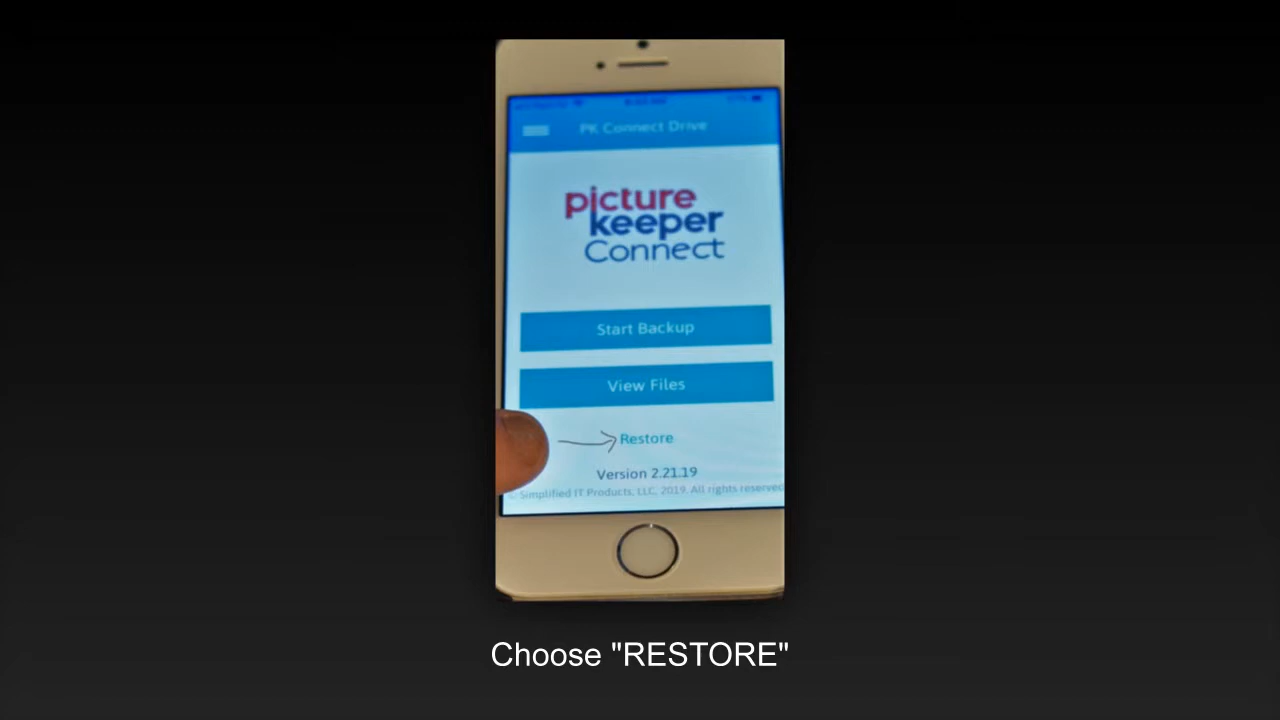 PK Connect Drive
picture
keeper
Connect
Start Backup
View Files
Restore
Version 2.21.19
© Simplified IT Products, LLC, 2019. All rights reserved
Choose "RESTORE"